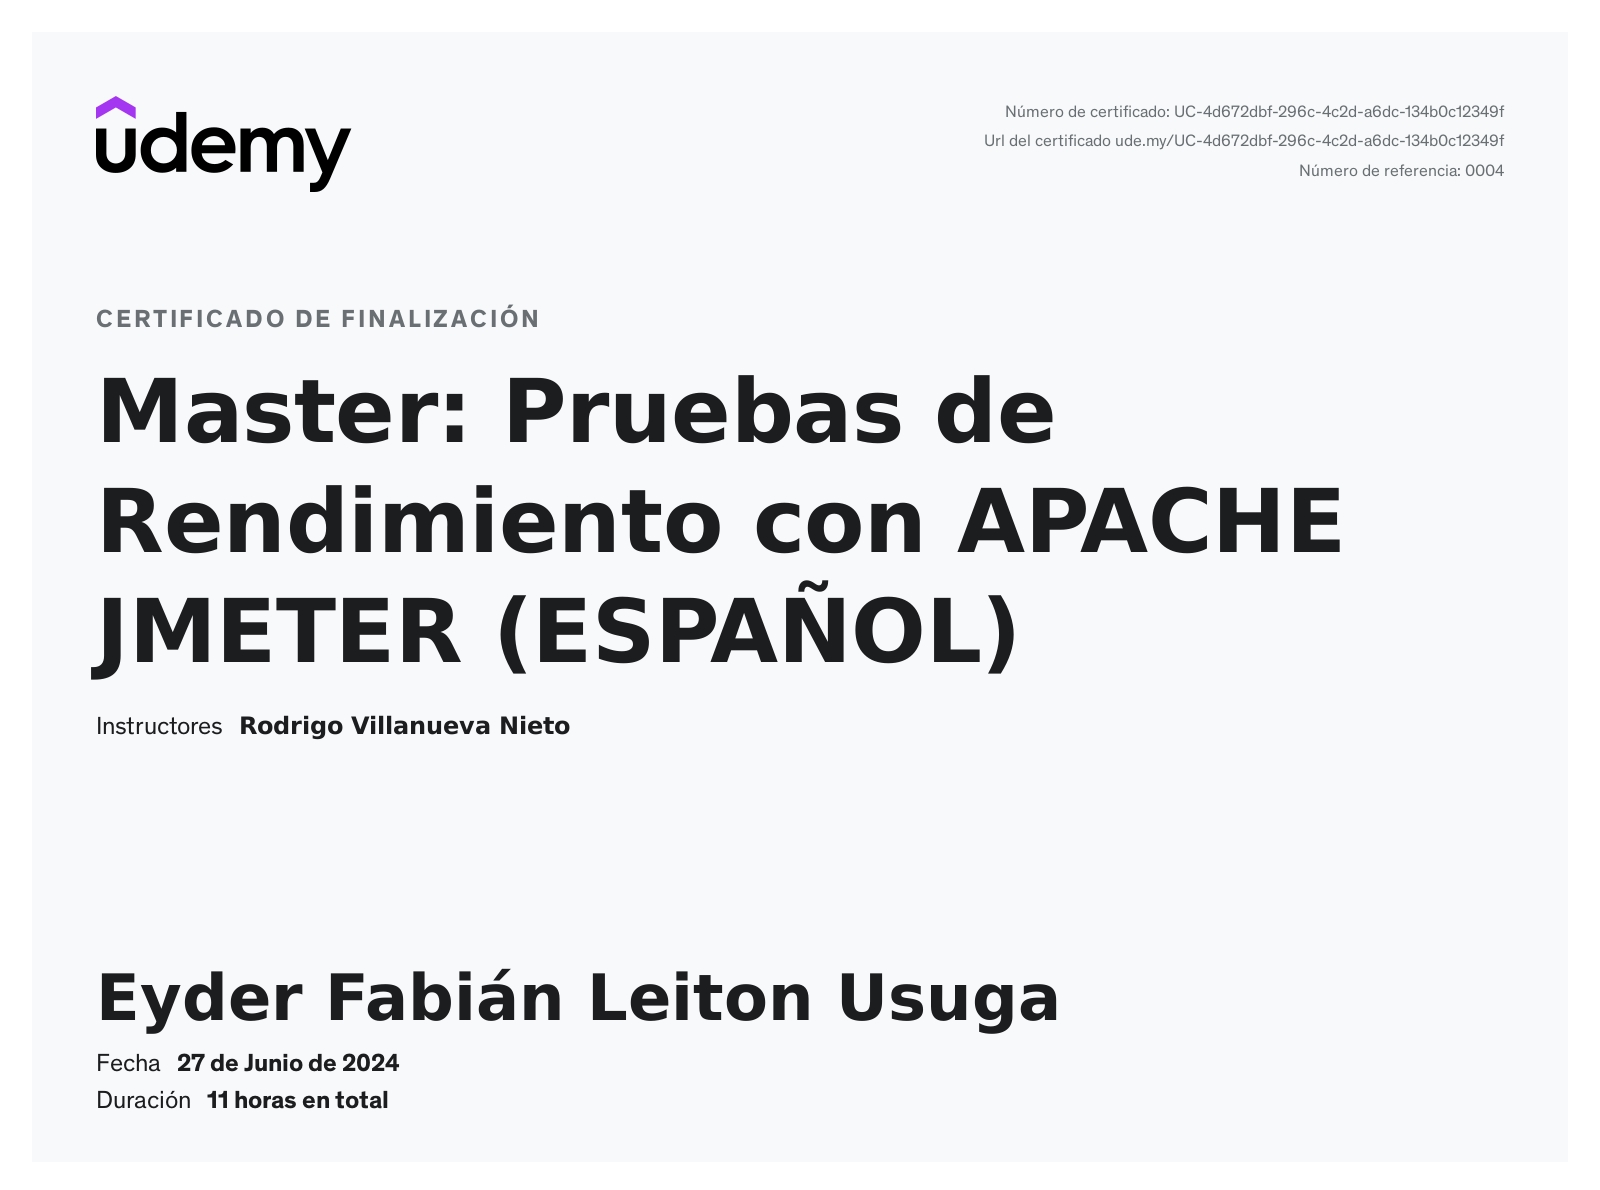 udemy
Número de certificado: UC-4d672dbf-296c-4c2d-a6dc-134b0c12349f
Url del certificado ude.my/UC-4d672dbf-296c-4c2d-a6dc-134b0c12349f
Número de referencia: 0004
CERTIFICADO DE FINALIZACIÓN
Master: Pruebas de
Rendimiento con APACHE
JMETER (ESPAÑOL)
Instructores Rodrigo Villanueva Nieto
Eyder Fabián Leiton Usuga
Fecha 27 de Junio de 2024
Duración 11 horas en total